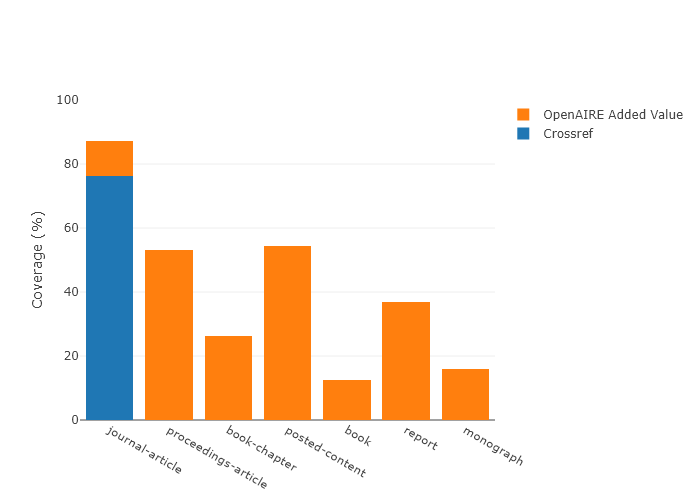 100
80
60
40
20
0
Coverage (%)
journal-article
proceedings-article
book-chapter
posted-content
book
report
monograph
OpenAIRE Added Value
Crossref